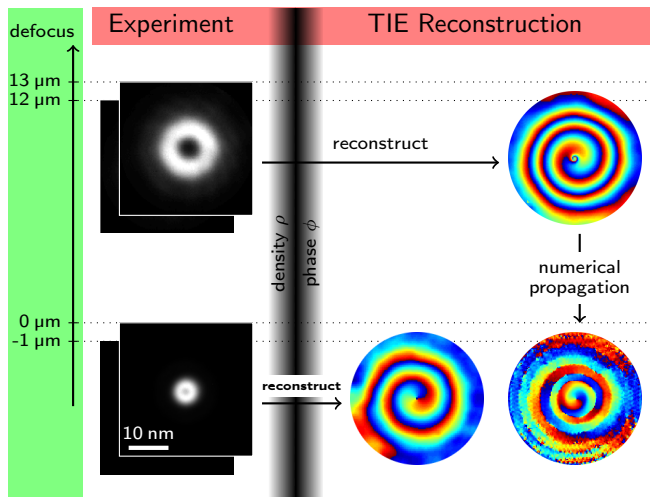 defocus
Experiment
TIE Reconstruction
13 µm
12 µm
reconstruct
density ρ
phase ϕ
numerical
propagation
0 µm
-1 µm
reconstruct
10 nm